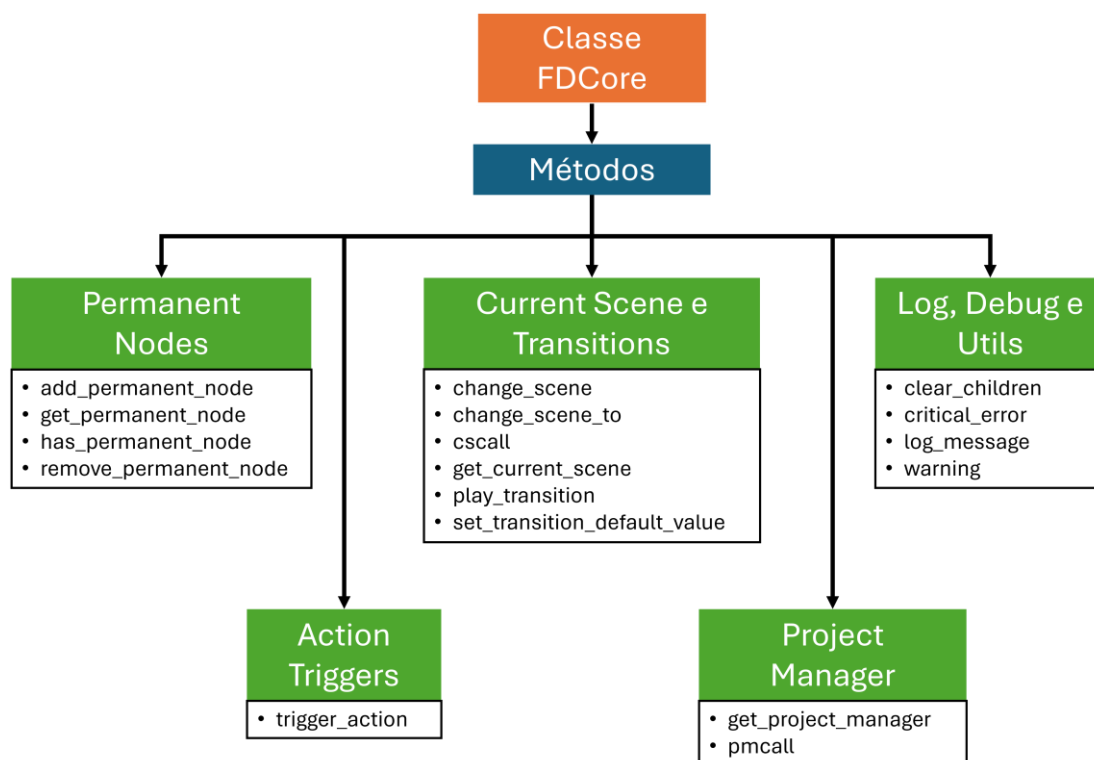 Classe
FDCore
Métodos
Permanent
Nodes
• add_permanent_node
• get_permanent_node
• has_permanent_node
• remove_permanent_node
Current Scene e
Transitions
• change_scene
• change_scene_to
• cscall
• get_current_scene
• play_transition
• set_transition_default_value
Log, Debug e
Utils
• clear_children
• critical_error
• log_message
• warning
Action
Triggers
• trigger_action
Project
Manager
• get_project_manager
• pmcall